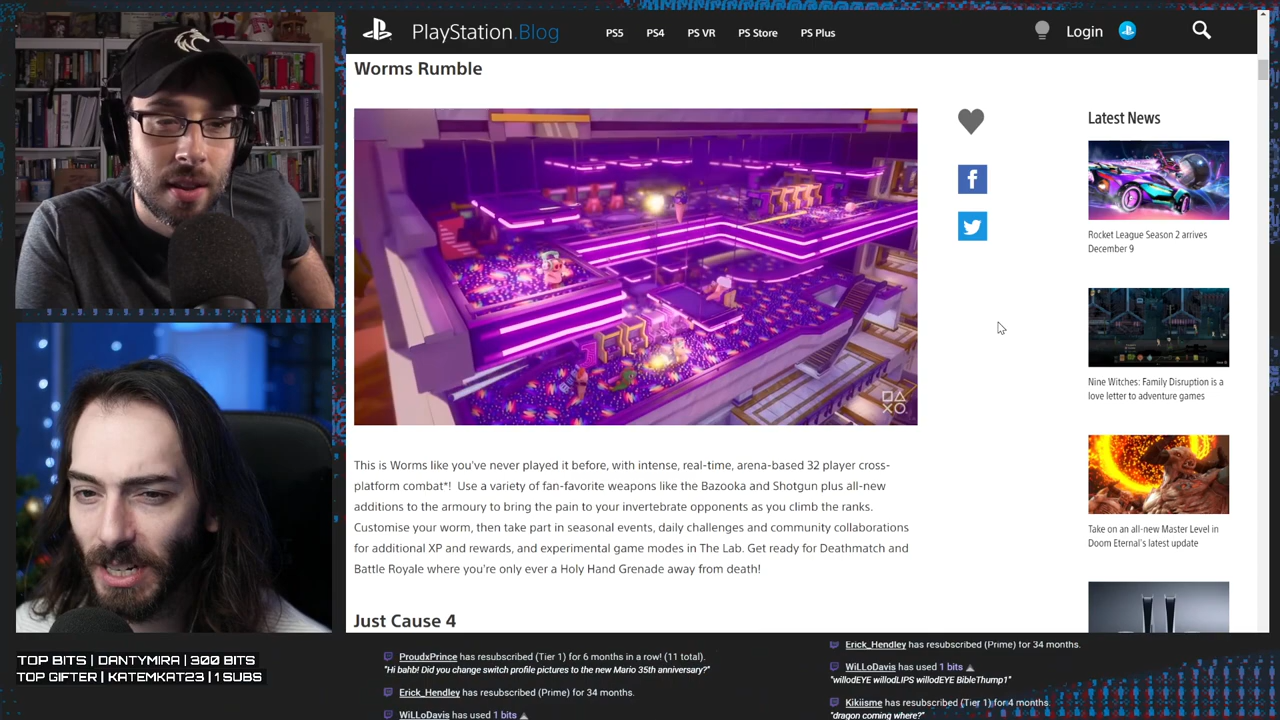 PlayStation.Blog
PS5
PS4
PS VR
PS Store
PS Plus
Login
Worms Rumble
This is Worms like you've never played it before, with intense, real-time, arena-based 32 player cross-
platform combat*! Use a variety of fan-favorite weapons like the Bazooka and Shotgun plus all-new
additions to the armoury to bring the pain to your invertebrate opponents as you climb the ranks.
Customise your worm, then take part in seasonal events, daily challenges and community collaborations
for additional XP and rewards, and experimental game modes in The Lab. Get ready for Deathmatch and
Battle Royale where you're only ever a Holy Hand Grenade away from death!
Just Cause 4
Latest News
Rocket League Season 2 arrives
December 9
Nine Witches: Family Disruption is a
love letter to adventure games
Take on an all-new Master Level in
Doom Eternal's latest update
TOP BITS | DANTYMIRA | 300 BITS
TOP GIFTER | KATEMKAT23 | 1 SUBS
ProudxPrince has resubscribed (Tier 1) for 6 months in a row! (11 total).
"Hi bahb! Did you change switch profile pictures to the new Mario 35th anniversary?"
Erick_Hendley has resubscribed (Prime) for 34 months.
WiLLoDavis has used 1 bits
Erick_Hendley has resubscribed (Prime) for 34 months.
WiLLoDavis has used 1 bits
"willodEYE willodLIPS willodEYE BibleThump1"
Kikiisme has resubscribed (Tier 1) for 4 months.
"dragon coming where?"